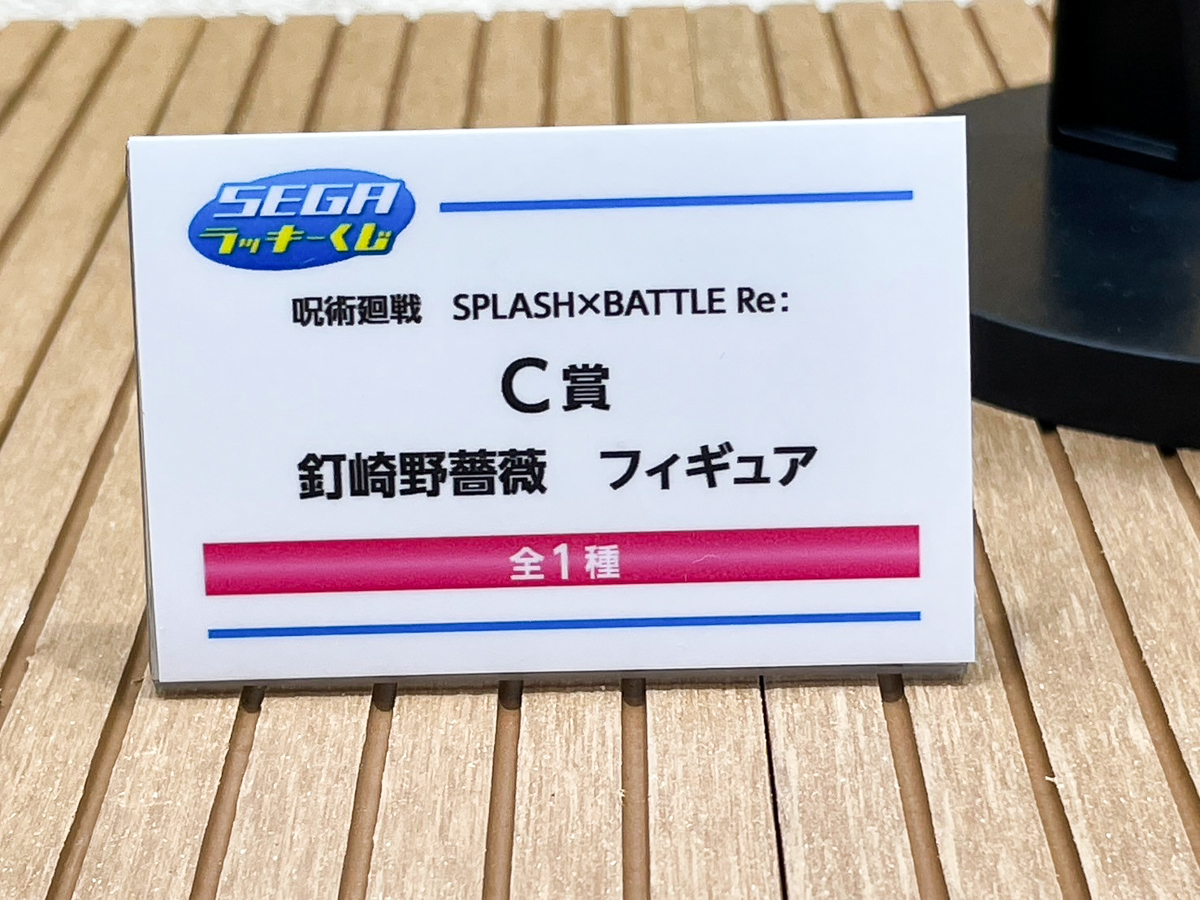 SEGA
ラッキーくじ
呪術廻戦 SPLASH×BATTLE Re:
C賞
釘崎野薔薇 フィギュア
全1種